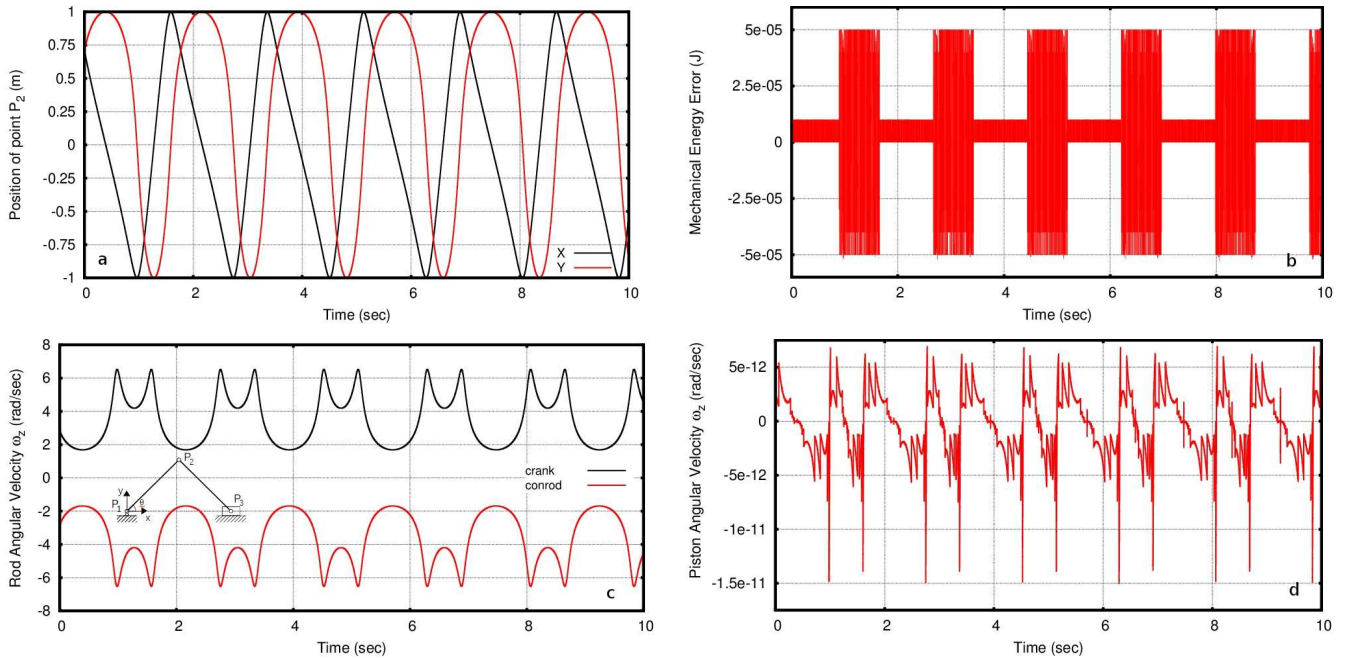 Position of point P2 (m)
1
0.75
0.5
0.25
0
-0.25
-0.5
-0.75
-1
a
X
Y
0 2 4 6 8 10
Time (sec)
Mechanical Energy Error (J)
5e-05
2.5e-05
0
-2.5e-05
-5e-05
b
0 2 4 6 8 10
Time (sec)
Rod Angular Velocity ωz (rad/sec)
8
6
4
2
0
-2
-4
-6
-8
crank
conrod
P2
y
P1 θ P3
x
c
0 2 4 6 8 10
Time (sec)
Piston Angular Velocity ωz (rad/sec)
5e-12
0
-5e-12
-1e-11
-1.5e-11
d
0 2 4 6 8 10
Time (sec)